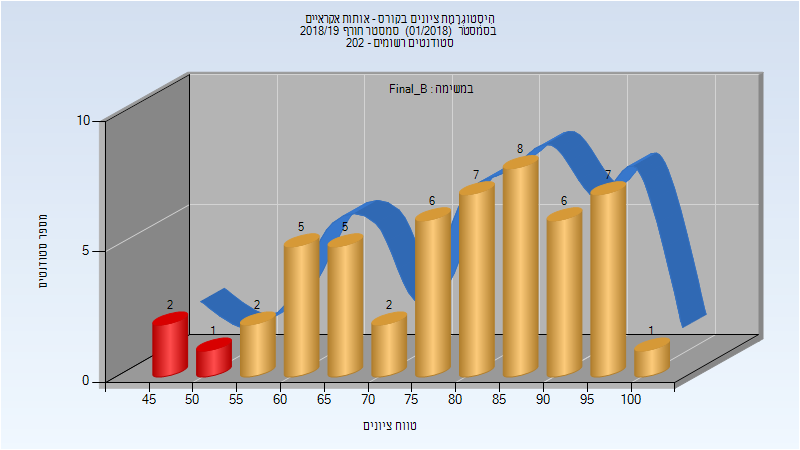 היסטוגרמת ציונים בקורס - אותות אקראיים
בסמסטר (01/2018) סמסטר חורף 2018/19
סטודנטים רשומים - 202
במשימה : Final_B
מספר סטודנטים
10
5
0
2
1
2
5
5
2
6
7
8
6
7
1
45 50 55 60 65 70 75 80 85 90 95 100
טווח ציונים